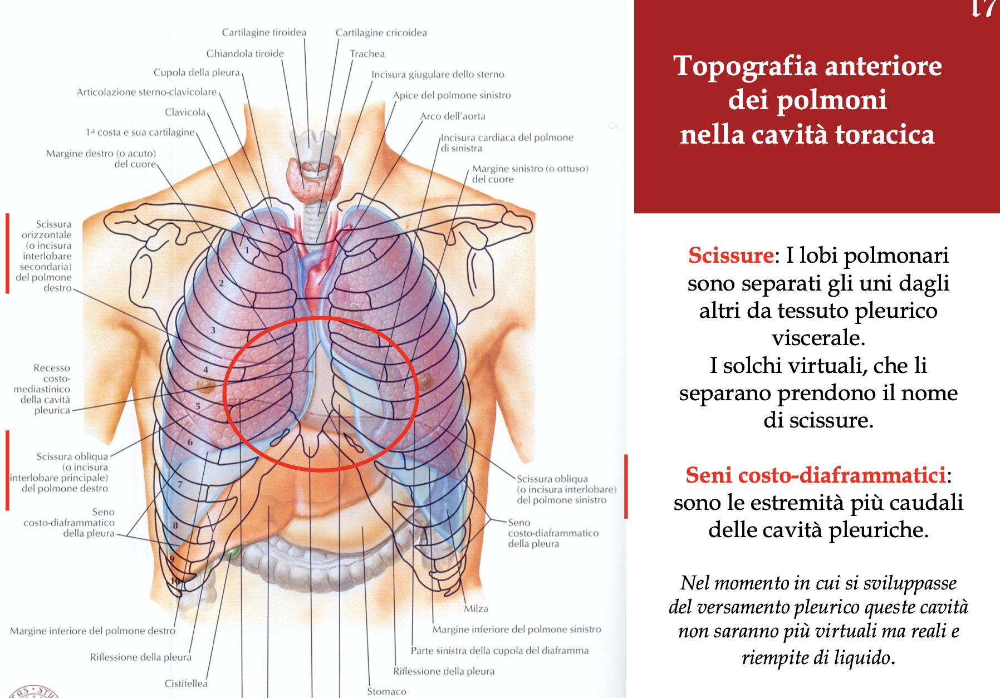 17
Topografia anteriore
dei polmoni
nella cavità toracica
Cartilagine tiroidea
Cartilagine cricoidea
Ghiandola tiroide
Trachea
Cupola della pleura
Incisura giugulare dello sterno
Articolazione sterno-clavicolare
Apice del polmone sinistro
Clavicola
Arco dell'aorta
1ª costa e sua cartilagine
Incisura cardiaca del polmone
di sinistra
Margine destro (o acuto)
del cuore
Margine sinistro (o ottuso)
del cuore
Scissura
orizzontale
(o incisura
interlobare
secondaria)
del polmone
destro
Recesso
costo-
mediastinico
della cavità
pleurica
Scissura obliqua
(o incisura
interlobare principale)
del polmone destro
Seno
costo-diaframmatico
della pleura
1
2
3
4
5
6
7
8
9
10
Scissura obliqua
(o incisura interlobare)
del polmone sinistro
Seno
costo-diaframmatico
della pleura
Milza
Margine inferiore del polmone destro
Margine inferiore del polmone sinistro
Parte sinistra della cupola del diaframma
Riflessione della pleura
Riflessione della pleura
Cistifellea
Stomaco
Scissure: I lobi polmonari
sono separati gli uni dagli
altri da tessuto pleurico
viscerale.
I solchi virtuali, che li
separano prendono il nome
di scissure.
Seni costo-diaframmatici:
sono le estremità più caudali
delle cavità pleuriche.
Nel momento in cui si sviluppasse
del versamento pleurico queste cavità
non saranno più virtuali ma reali e
riempite di liquido.